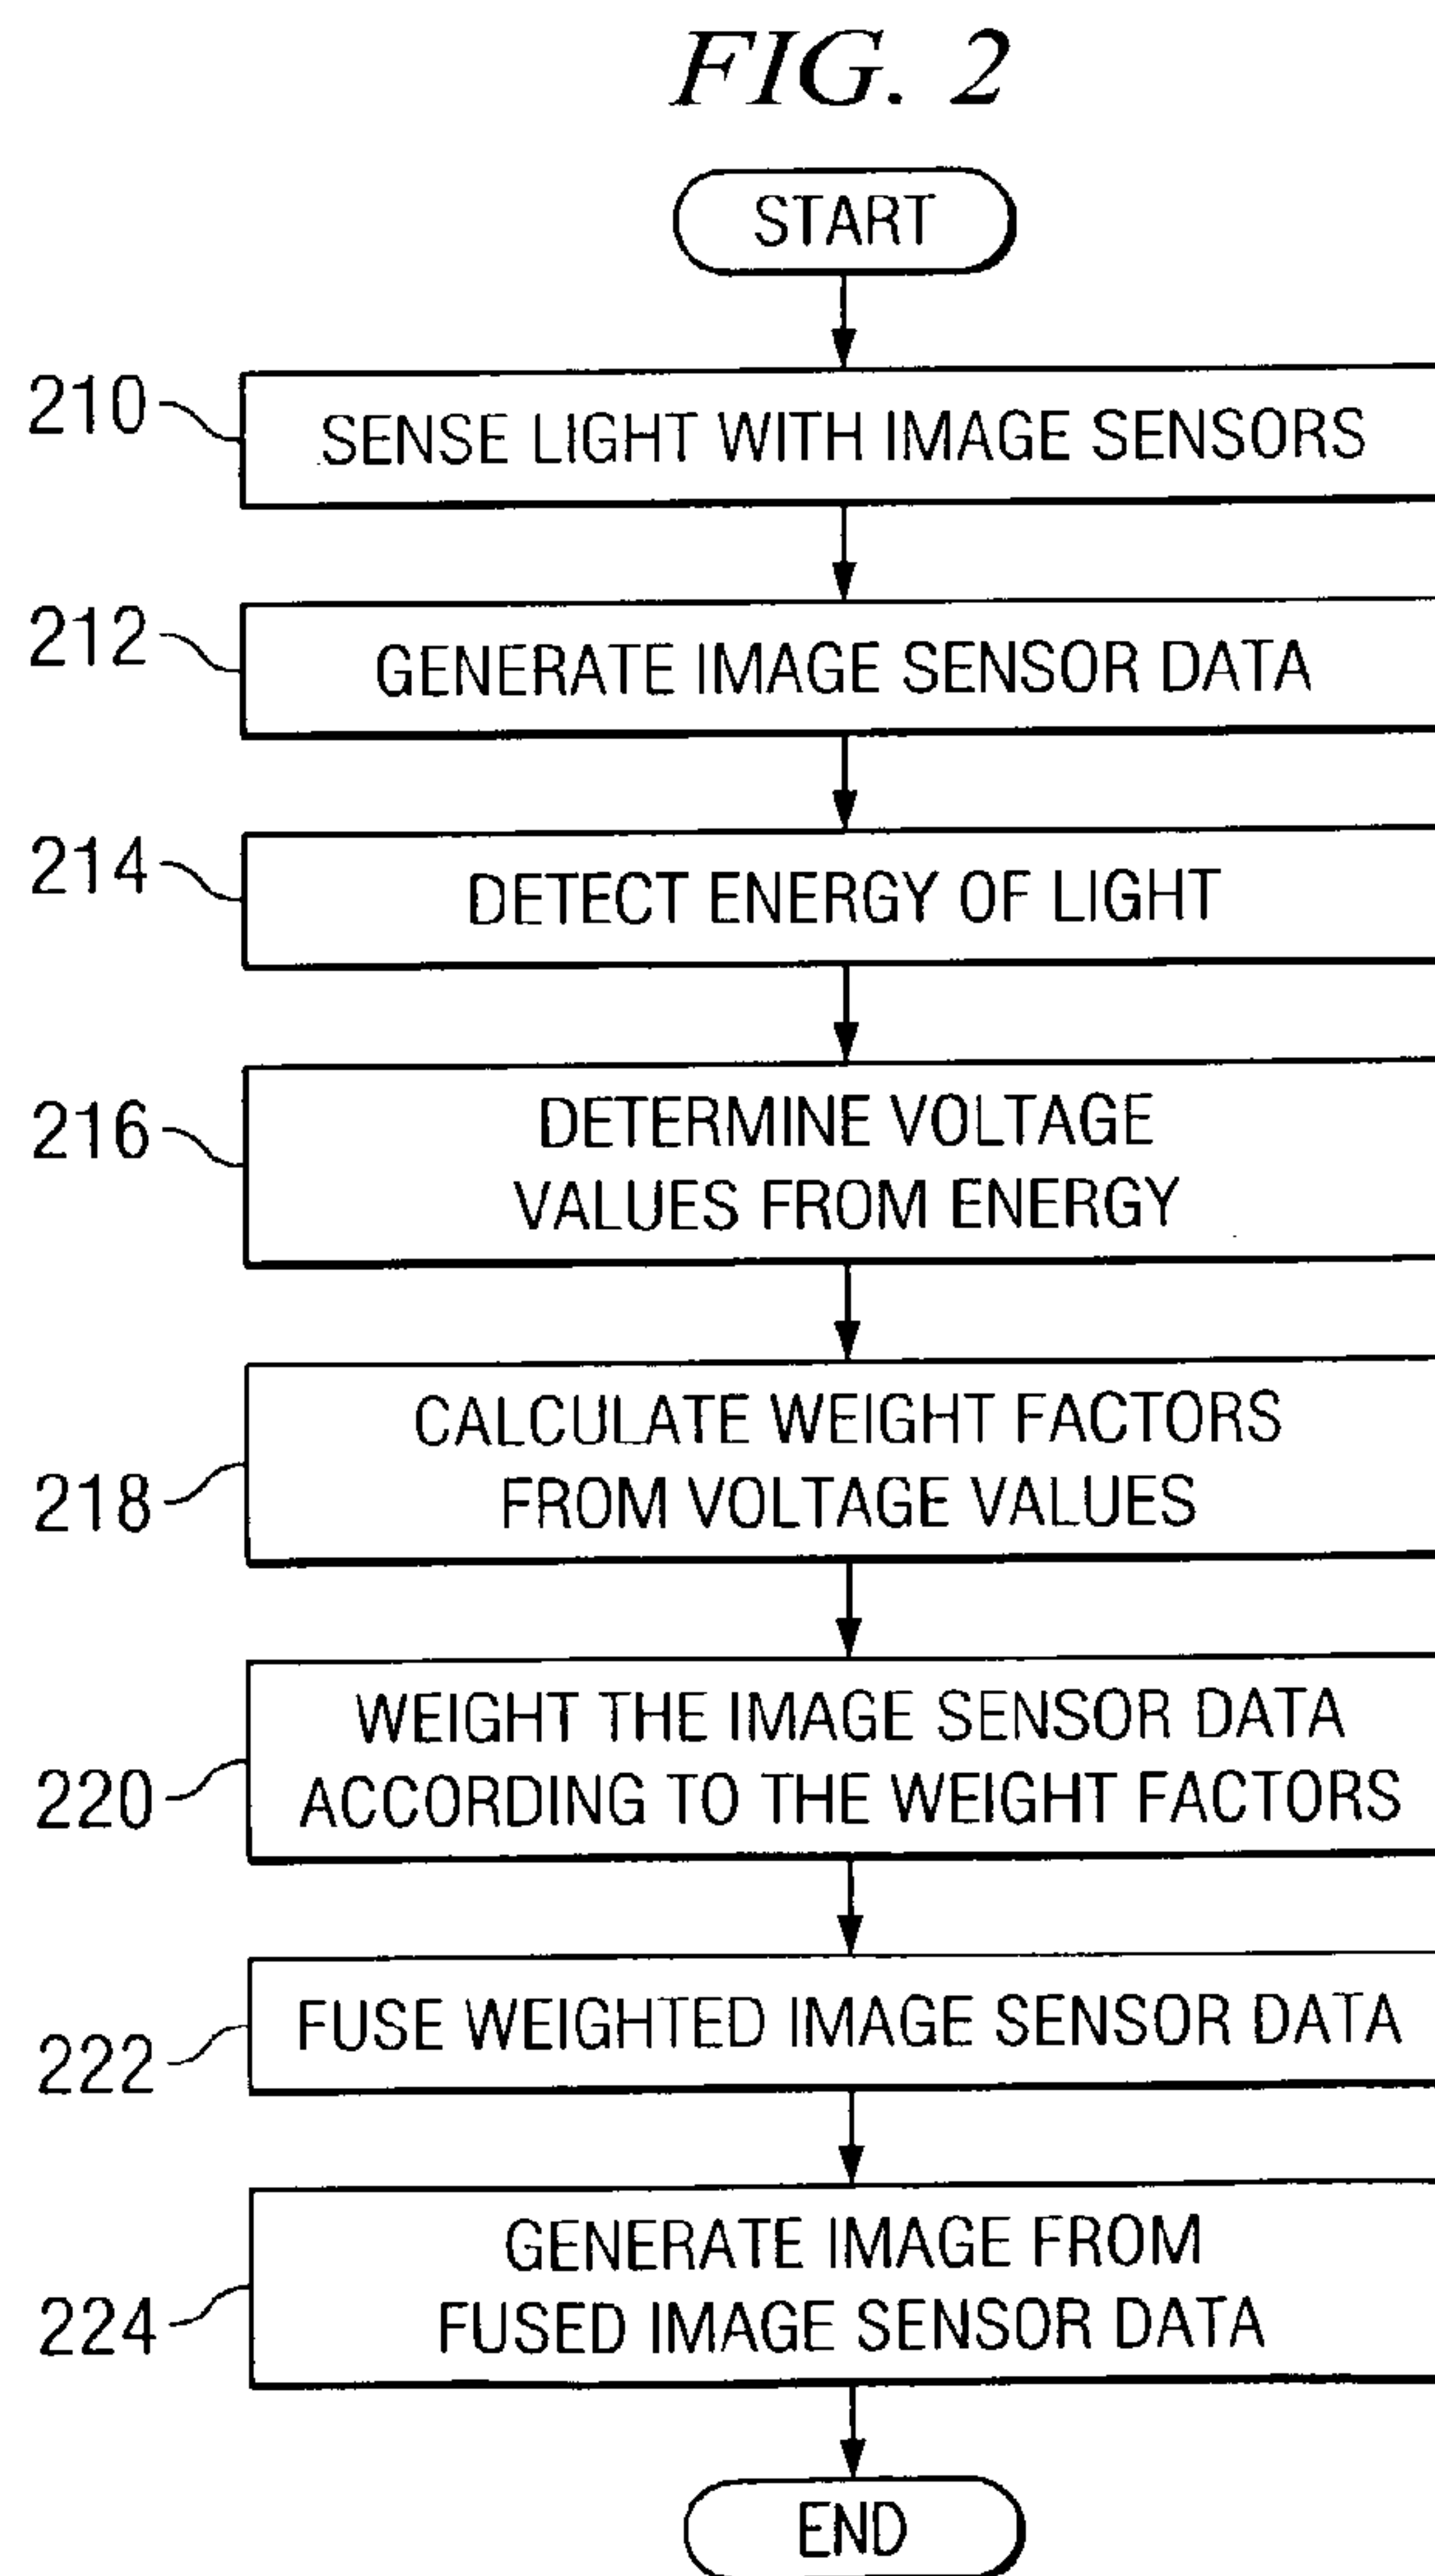 FIG. 2
START
210
SENSE LIGHT WITH IMAGE SENSORS
212
GENERATE IMAGE SENSOR DATA
214
DETECT ENERGY OF LIGHT
216
DETERMINE VOLTAGE
VALUES FROM ENERGY
218
CALCULATE WEIGHT FACTORS
FROM VOLTAGE VALUES
220
WEIGHT THE IMAGE SENSOR DATA
ACCORDING TO THE WEIGHT FACTORS
222
FUSE WEIGHTED IMAGE SENSOR DATA
224
GENERATE IMAGE FROM
FUSED IMAGE SENSOR DATA
END